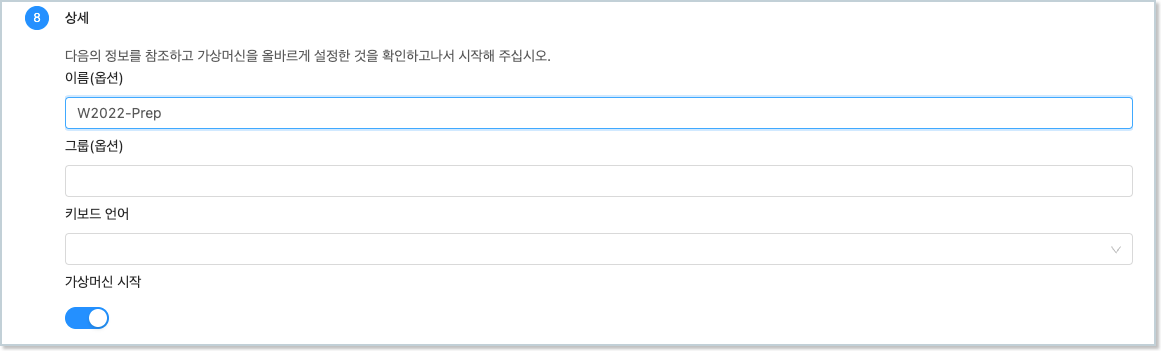 8 상세
다음의 정보를 참조하고 가상머신을 올바르게 설정한 것을 확인하고나서 시작해 주십시오.
이름(옵션)
W2022-Prep
그룹(옵션)
키보드 언어
가상머신 시작